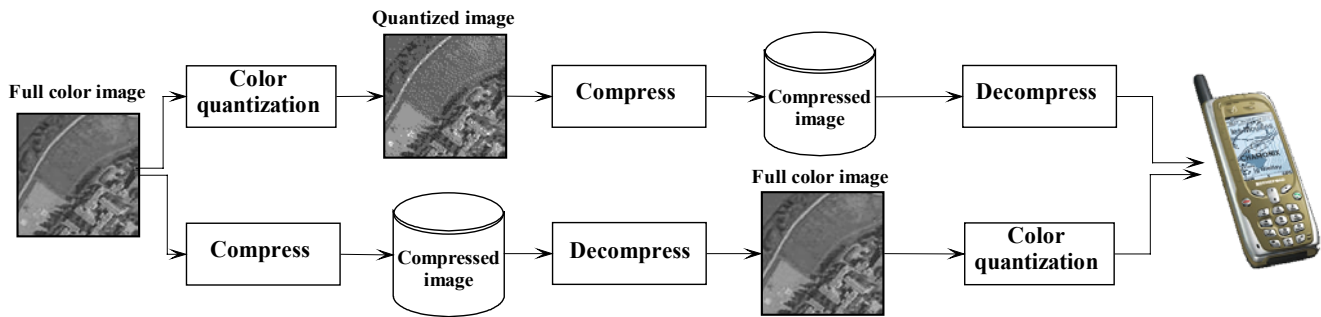 Full color image
Color
quantization
Quantized image
Compress
Compressed
image
Decompress
Compress
Compressed
image
Decompress
Full color image
Color
quantization
CHAMONIX